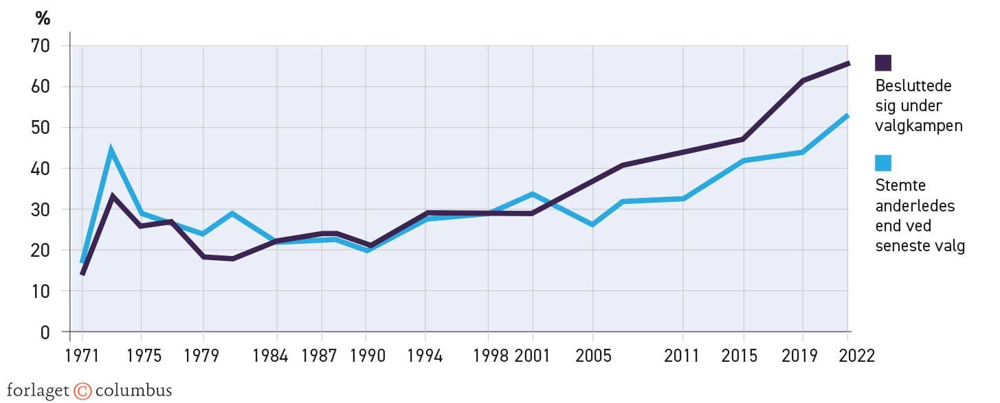 %
70
60
50
40
30
20
10
0
1971 1975 1979 1984 1987 1990 1994 1998 2001 2005 2011 2015 2019 2022
Besluttede
sig under
valgkampen
Stemte
anderledes
end ved
seneste valg
forlaget © columbus